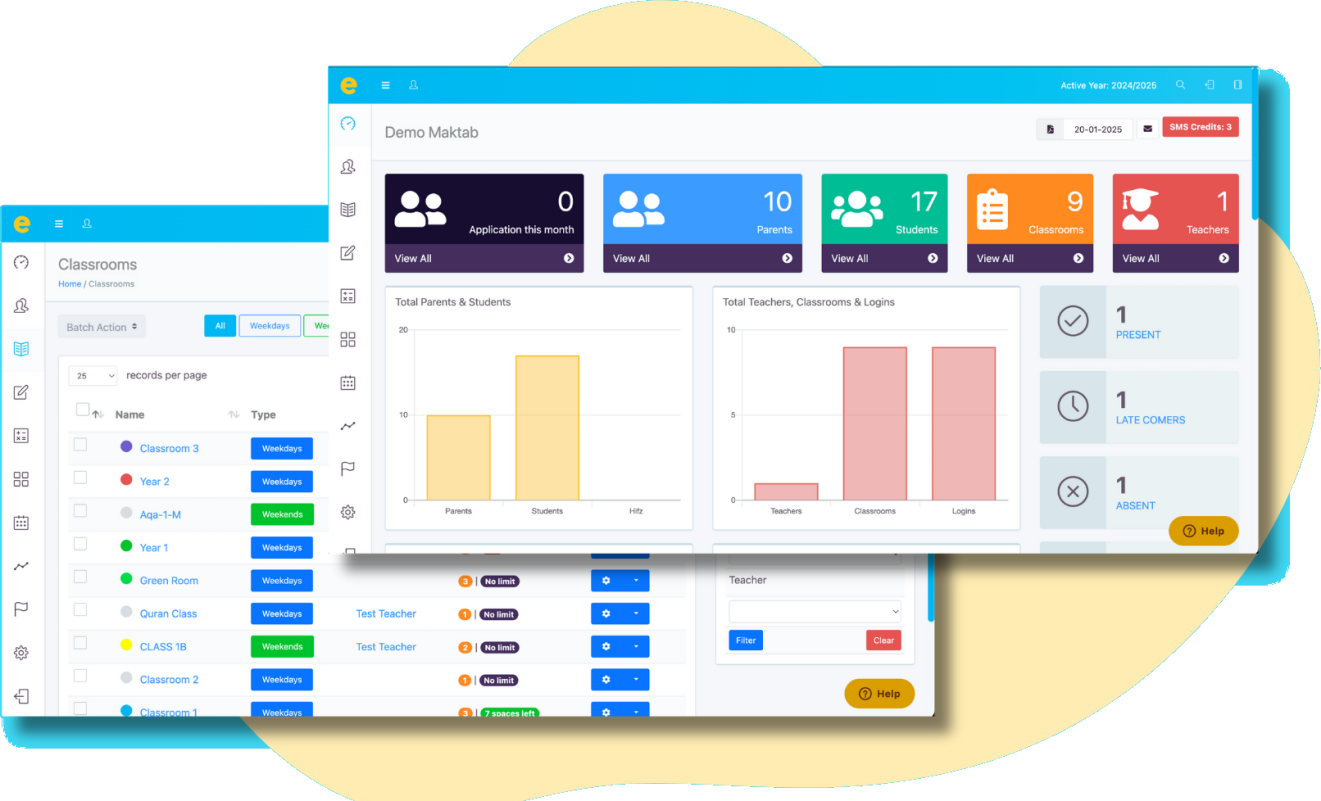 e
Active Year: 2024/2025
Demo Maktab
20-01-2025
SMS Credits: 3
0
Application this month
View All
10
Parents
View All
17
Students
View All
9
Classrooms
View All
1
Teachers
View All
Total Parents & Students
20
10
0
Parents
Students
Hifz
Total Teachers, Classrooms & Logins
10
5
0
Teachers
Classrooms
Logins
1
PRESENT
1
LATE COMERS
1
ABSENT
Help
e
Classrooms
Home / Classrooms
Batch Action
All
Weekdays
25 records per page
Name Type
Classroom 3 Weekdays
Year 2 Weekdays
Aqa-1-M Weekends
Year 1 Weekdays
Green Room Weekdays 3 | No limit
Quran Class Weekdays Test Teacher 1 | No limit
CLASS 1B Weekends Test Teacher 2 | No limit
Classroom 2 Weekdays 1 | No limit
Classroom 1 Weekdays 3 | 7 spaces left
Teacher
Filter
Clear
Help